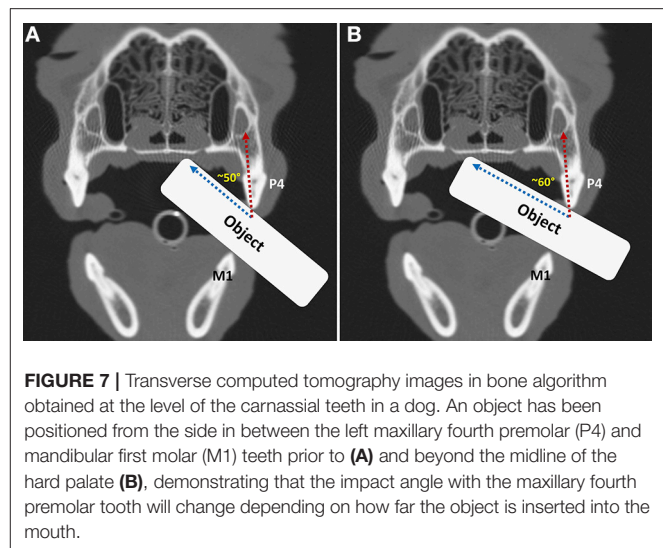 A
B
~50°
P4
Object
M1
~60°
P4
Object
M1
FIGURE 7 | Transverse computed tomography images in bone algorithm
obtained at the level of the carnassial teeth in a dog. An object has been
positioned from the side in between the left maxillary fourth premolar (P4) and
mandibular first molar (M1) teeth prior to (A) and beyond the midline of the
hard palate (B), demonstrating that the impact angle with the maxillary fourth
premolar tooth will change depending on how far the object is inserted into the
mouth.